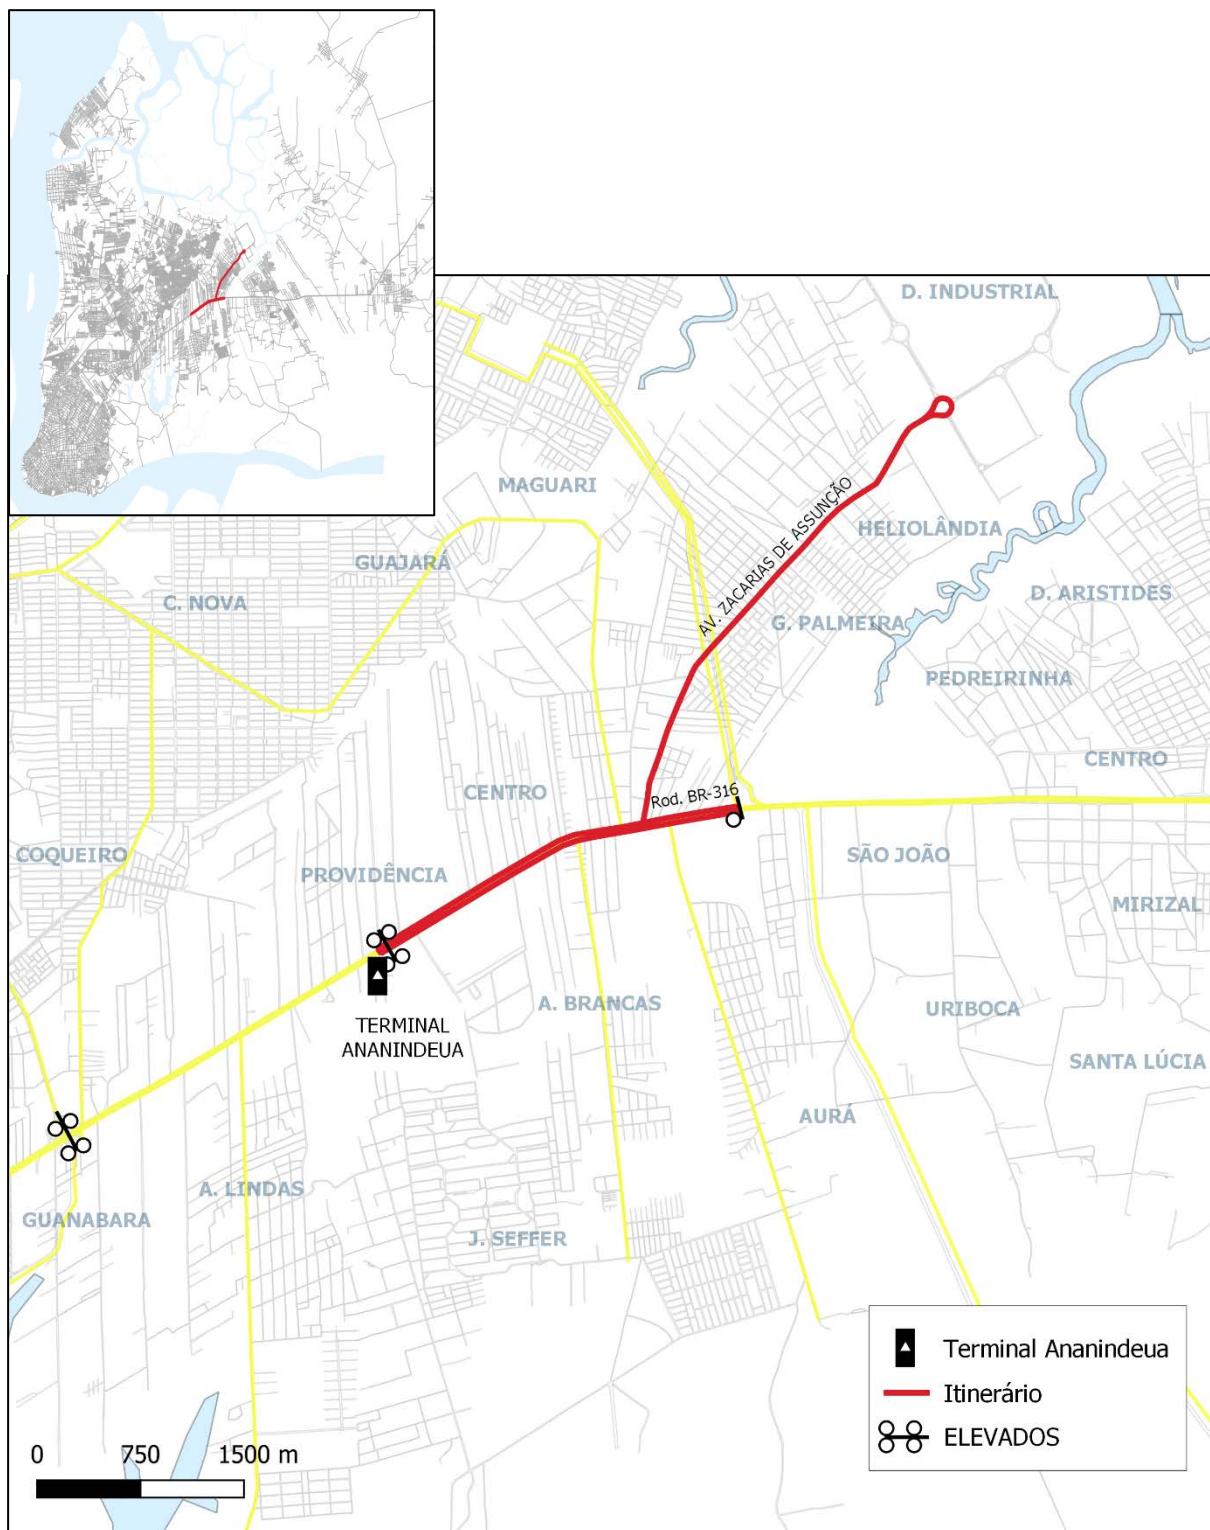 D. INDUSTRIAL
MAGUARI
AV. ZACARIAS DE ASSUNÇÃO
HELIOLÂNDIA
GUAJARÁ
C. NOVA
D. ARISTIDES
G. PALMEIRA
PEDREIRINHA
CENTRO
CENTRO
Rod. BR-316
COQUEIRO
SÃO JOÃO
PROVIDÊNCIA
MIRIZAL
A. BRANCAS
URIBOCA
TERMINAL
ANANINDEUA
SANTA LÚCIA
AURÁ
A. LINDAS
GUANABARA
J. SEFFER
Terminal Ananindeua
Itinerário
ELEVADOS
0 750 1500 m